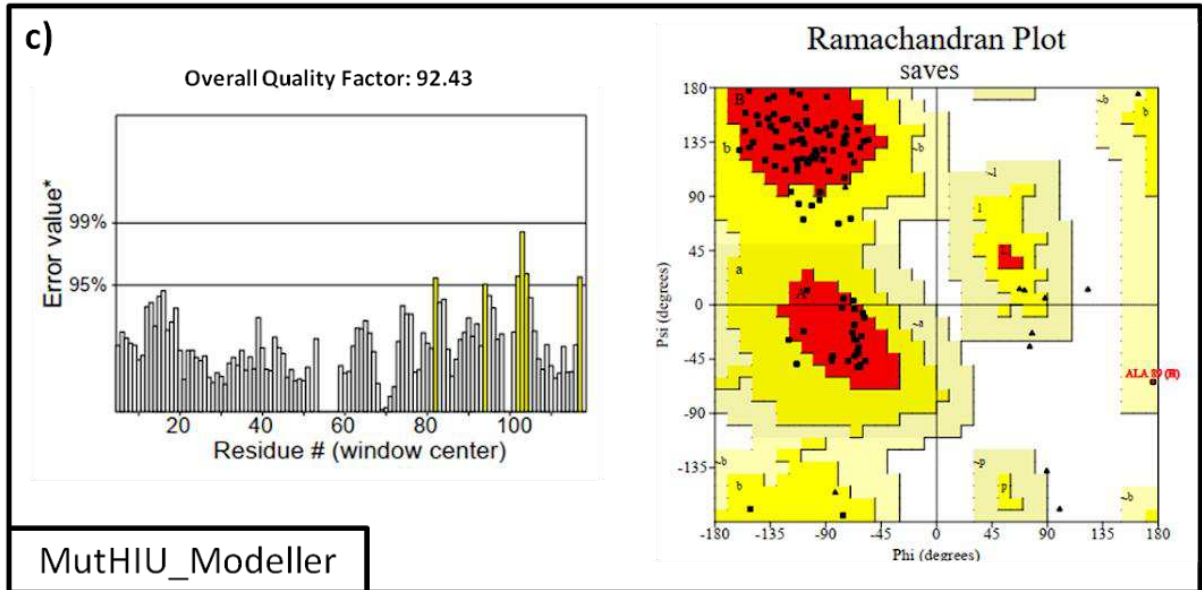 c)
Overall Quality Factor: 92.43
Error value*
99%
95%
20 40 60 80 100
Residue # (window center)
Ramachandran Plot
saves
Psi (degrees)
180
135
90
45
0
-45
-90
-135
B
b
~b
~b
b
~l
l
a
A
~a
ALA 89 (H)
b
~p
p
~b
-180 -135 -90 -45 0 45 90 135 180
Phi (degrees)
MutHIU_Modeller